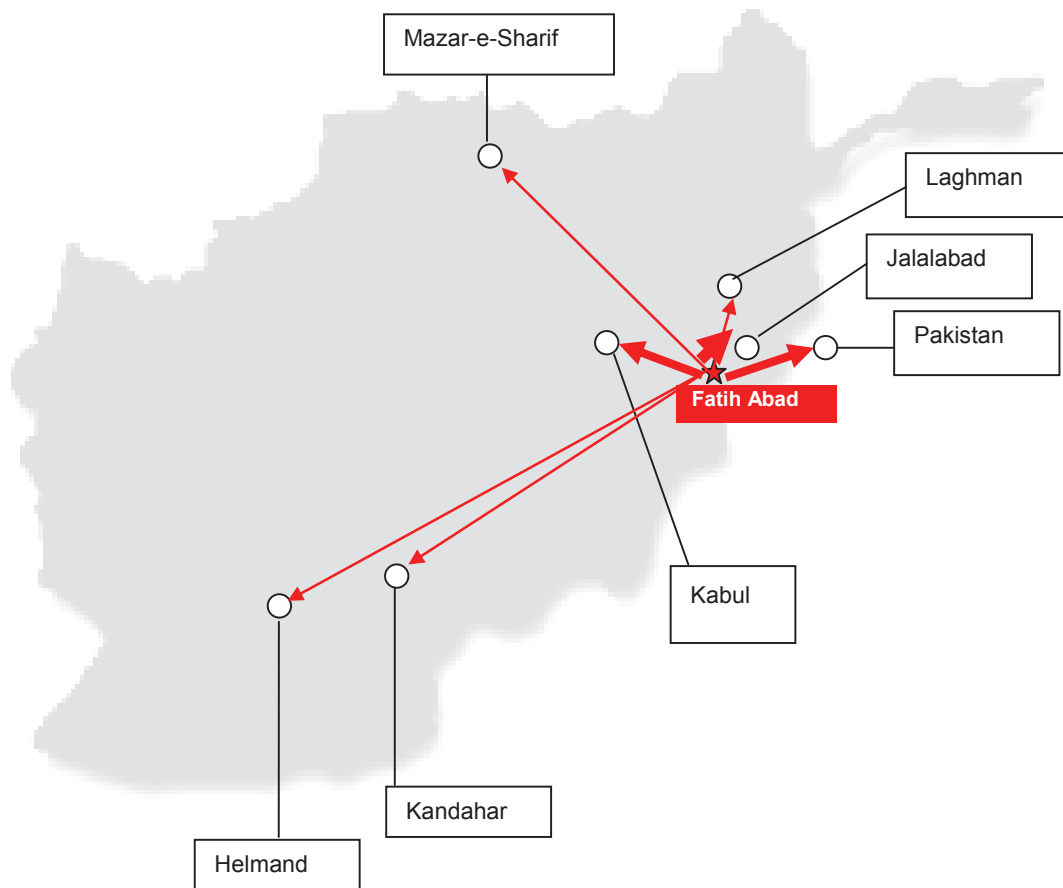 Mazar-e-Sharif
Laghman
Jalalabad
Pakistan
Fatih Abad
Kabul
Kandahar
Helmand